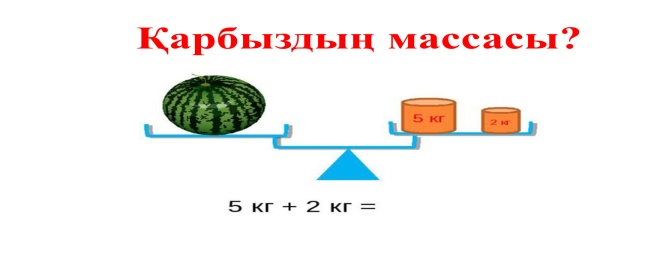 Қарбыздың массасы?
5 кг
2 кг
5 кг + 2 кг =